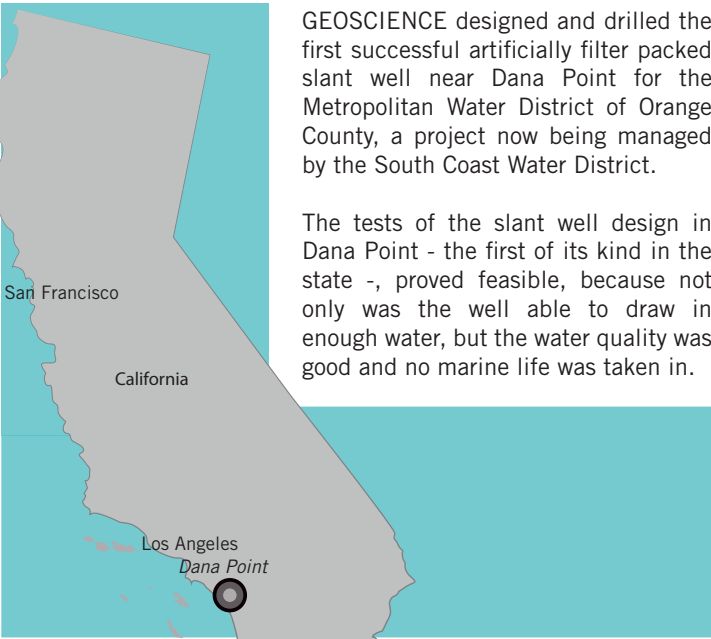 GEOSCIENCE designed and drilled the
first successful artificially filter packed
slant well near Dana Point for the
Metropolitan Water District of Orange
County, a project now being managed
by the South Coast Water District.
The tests of the slant well design in
Dana Point - the first of its kind in the
state -, proved feasible, because not
only was the well able to draw in
enough water, but the water quality was
good and no marine life was taken in.
San Francisco
California
Los Angeles
Dana Point